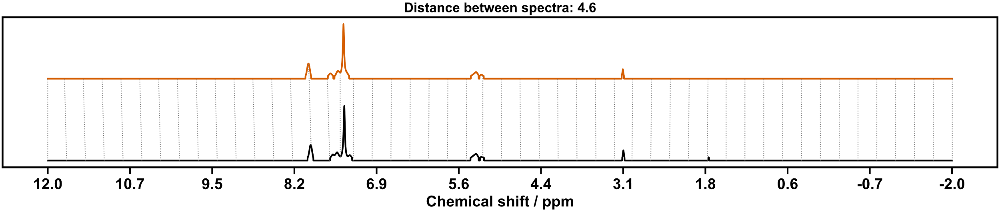 Distance between spectra: 4.6
12.0 10.7 9.5 8.2 6.9 5.6 4.4 3.1 1.8 0.6 -0.7 -2.0
Chemical shift / ppm